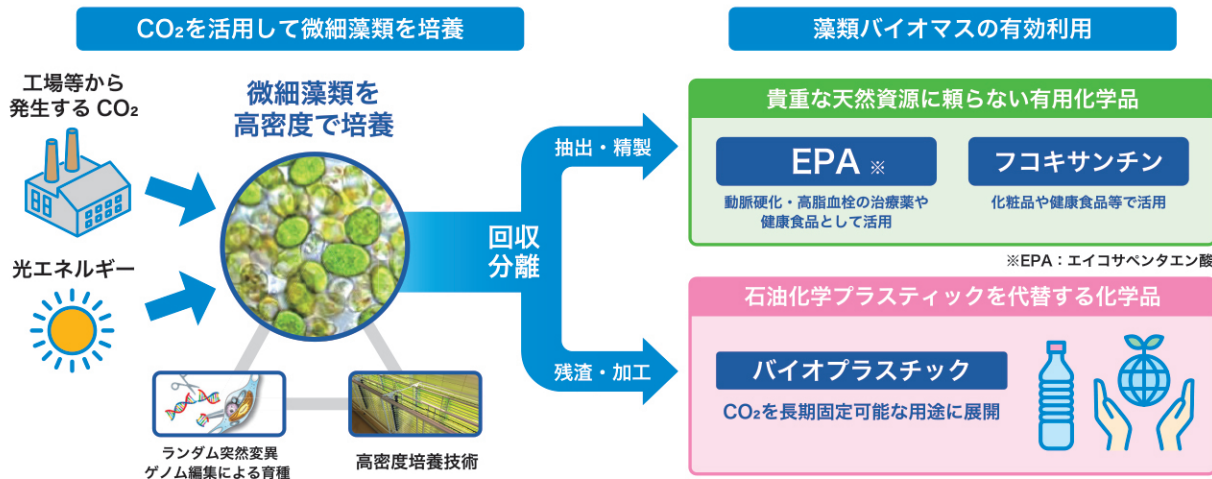 CO₂を活用して微細藻類を培養
工場等から
発生する CO₂
光エネルギー
微細藻類を
高密度で培養
ランダム突然変異
ゲノム編集による育種
高密度培養技術
回収
分離
抽出・精製
残渣・加工
藻類バイオマスの有効利用
貴重な天然資源に頼らない有用化学品
EPA ※
動脈硬化・高脂血栓の治療薬や
健康食品として活用
フコキサンチン
化粧品や健康食品等で活用
※EPA：エイコサペンタエン酸
石油化学プラスティックを代替する化学品
バイオプラスチック
CO₂を長期固定可能な用途に展開